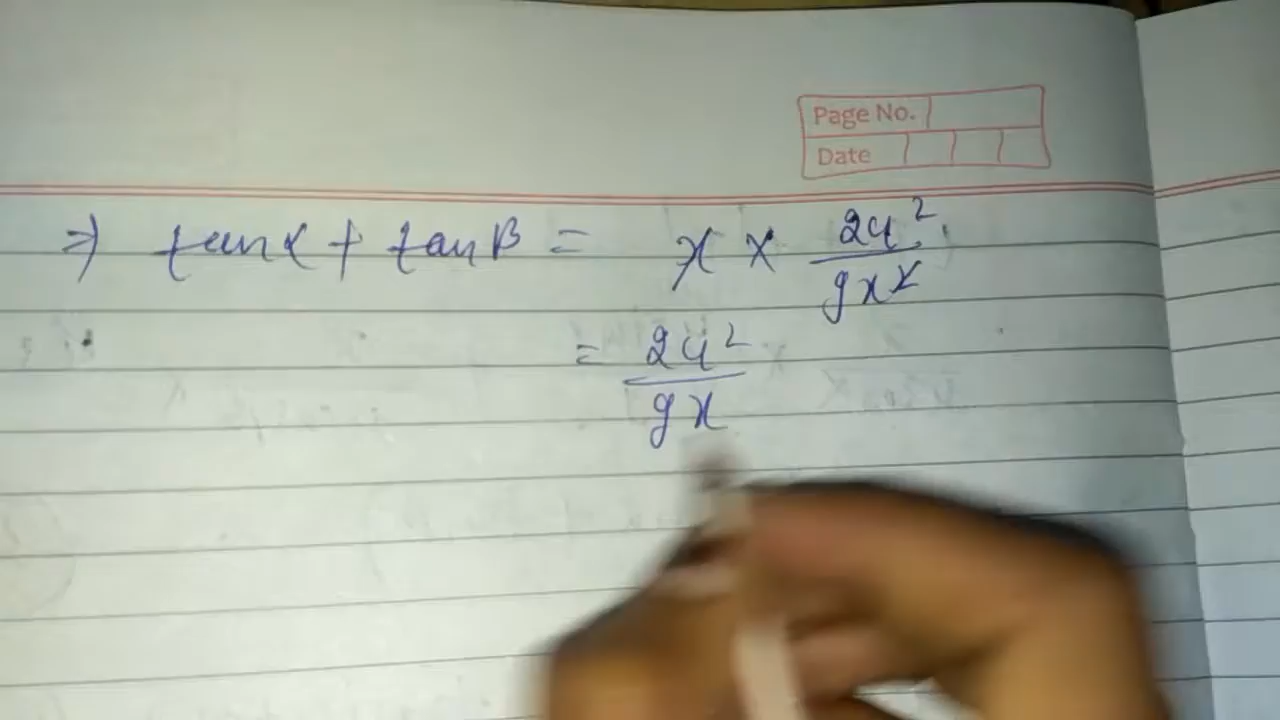 Page No.
Date
⇒ tanα + tanβ = x × 2u²/gx²
= 2u²/gx